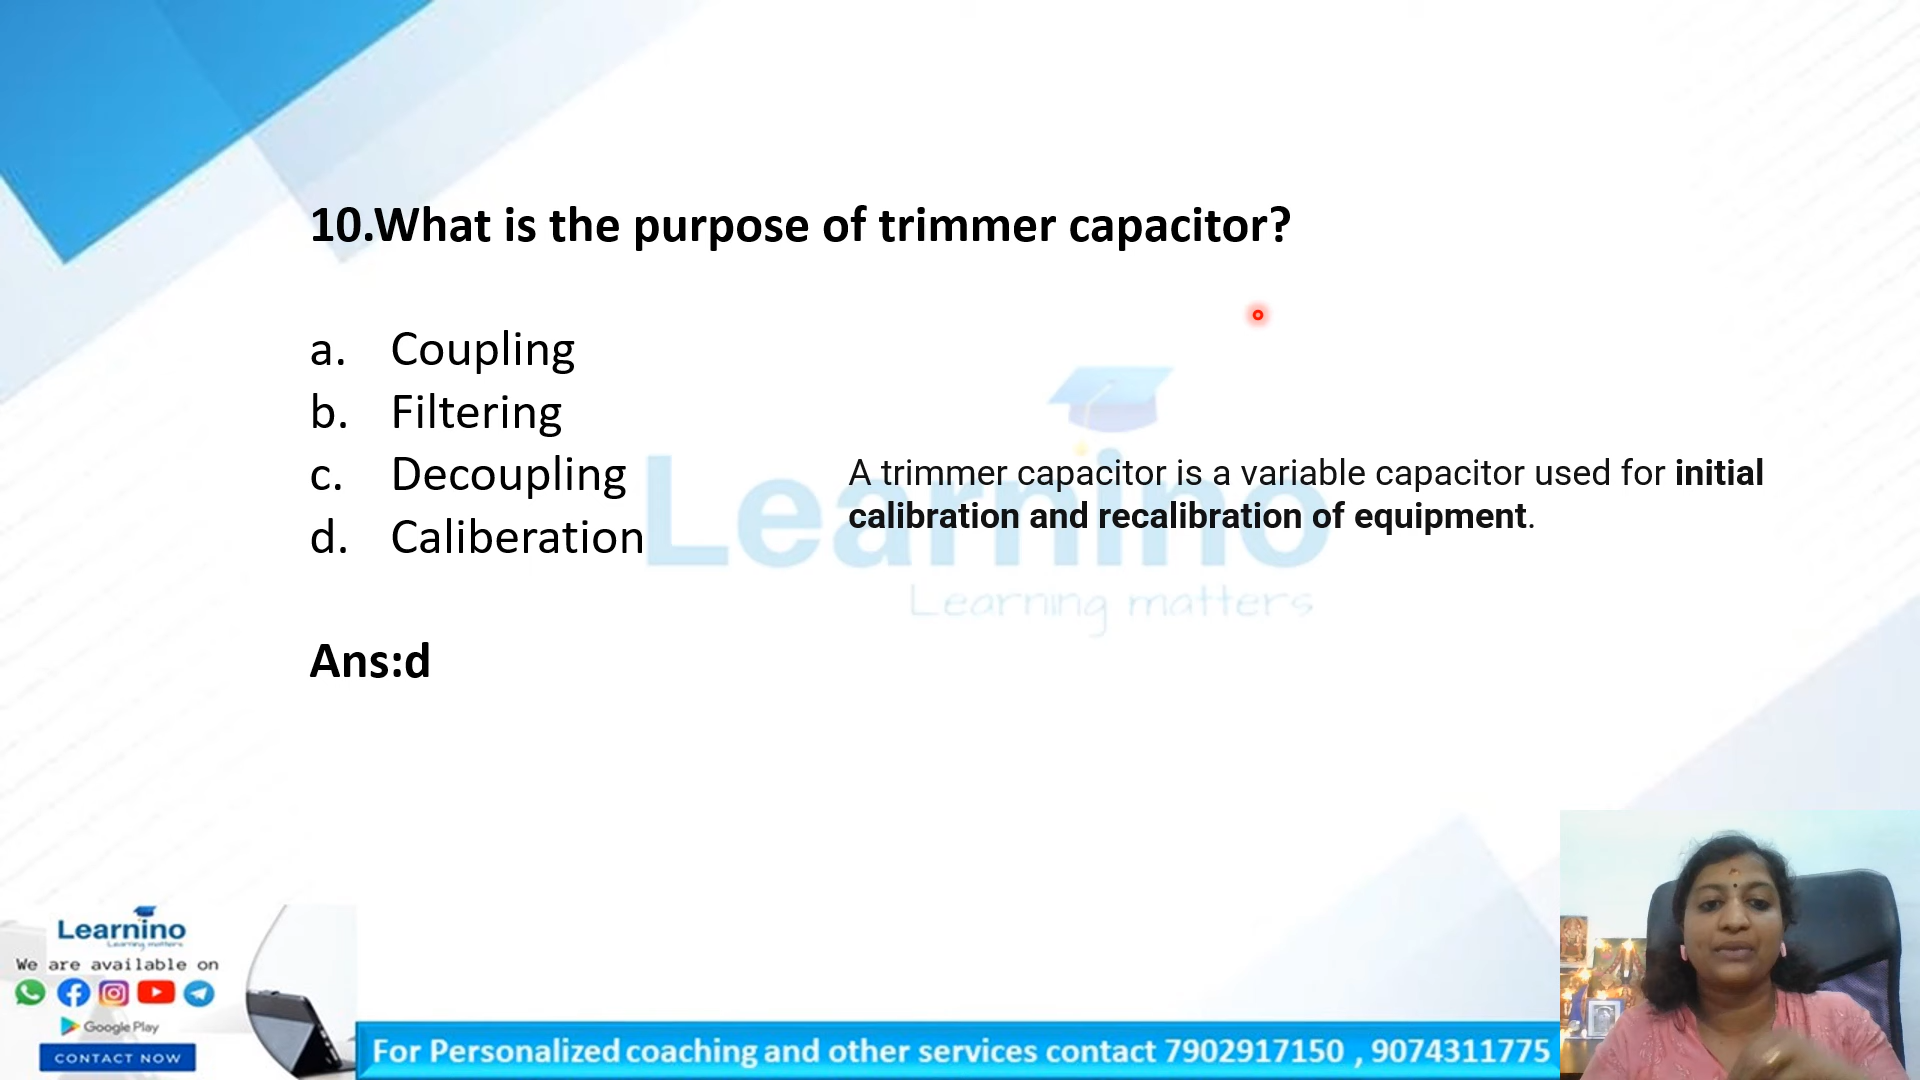 10.What is the purpose of trimmer capacitor?
a. Coupling
b. Filtering
c. Decoupling
d. Caliberation
A trimmer capacitor is a variable capacitor used for initial
calibration and recalibration of equipment.
Learnino
Learning matters
Ans:d
Learnino
Learning matters
We are available on
Google Play
CONTACT NOW
For Personalized coaching and other services contact 7902917150 , 9074311775